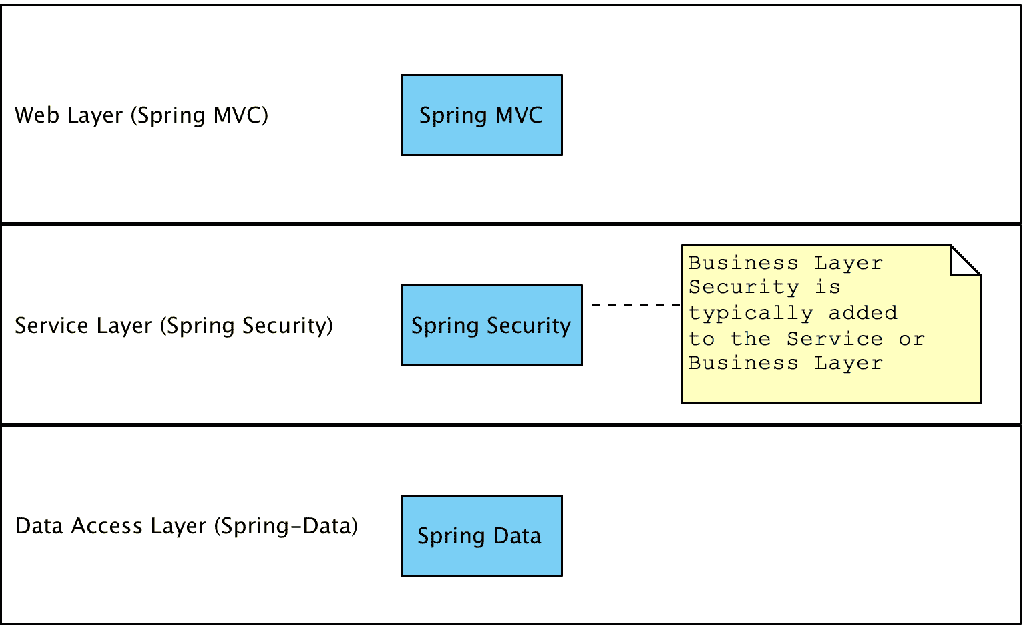 Web Layer (Spring MVC)
Spring MVC
Service Layer (Spring Security)
Spring Security
Business Layer
Security is
typically added
to the Service or
Business Layer
Data Access Layer (Spring-Data)
Spring Data